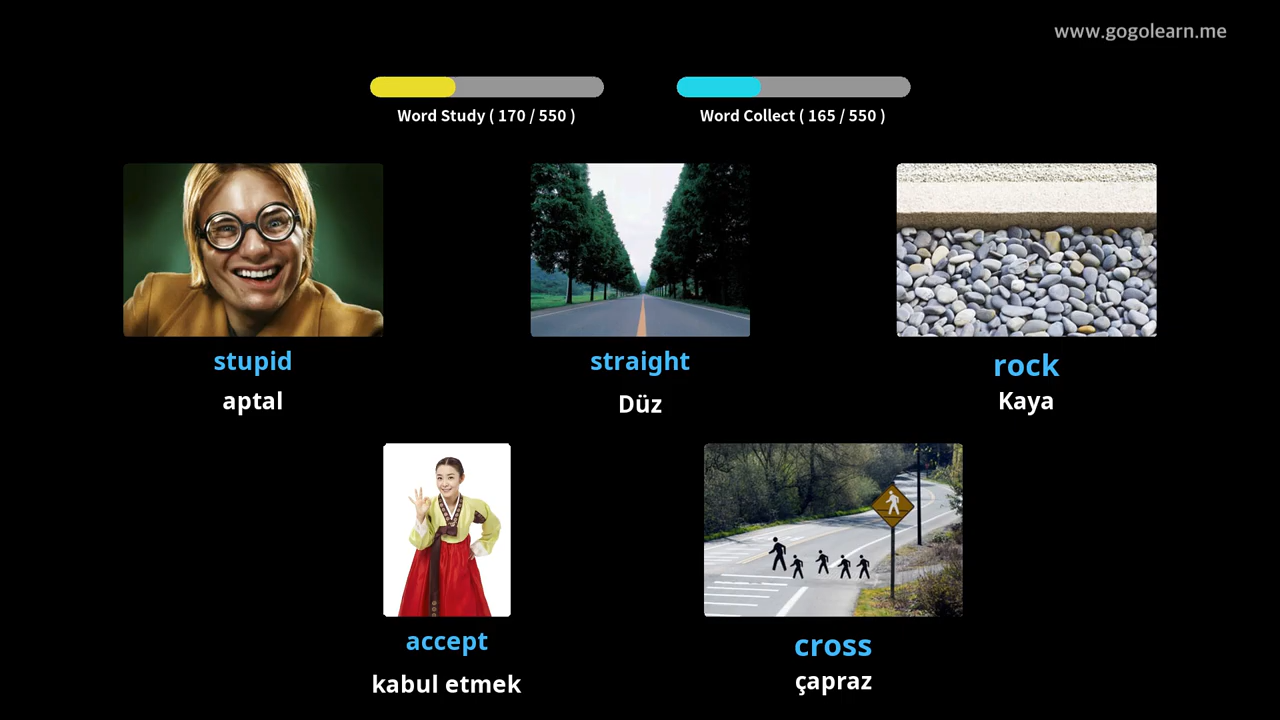 www.gogolearn.me
Word Study ( 170 / 550 )
Word Collect ( 165 / 550 )
stupid
aptal
straight
Düz
rock
Kaya
accept
kabul etmek
cross
çapraz